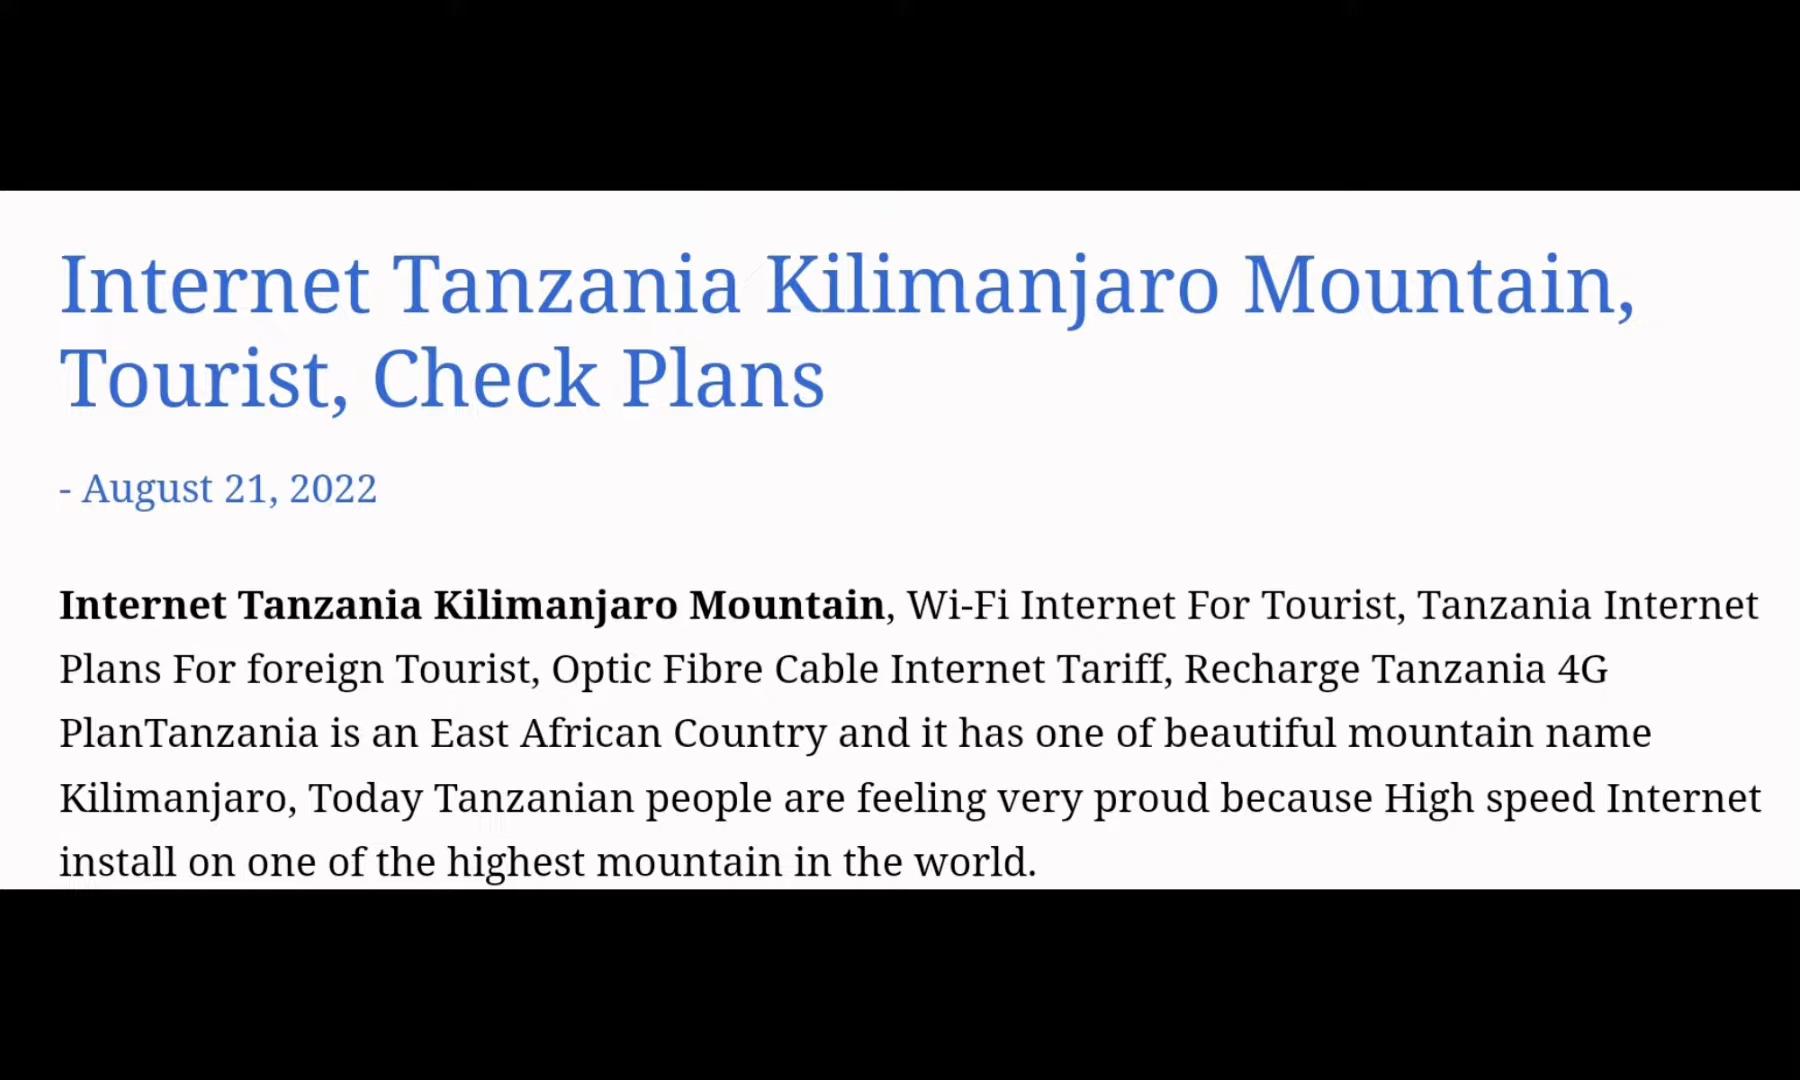 Internet Tanzania Kilimanjaro Mountain,
Tourist, Check Plans
- August 21, 2022
Internet Tanzania Kilimanjaro Mountain, Wi-Fi Internet For Tourist, Tanzania Internet
Plans For foreign Tourist, Optic Fibre Cable Internet Tariff, Recharge Tanzania 4G
PlanTanzania is an East African Country and it has one of beautiful mountain name
Kilimanjaro, Today Tanzanian people are feeling very proud because High speed Internet
install on one of the highest mountain in the world.